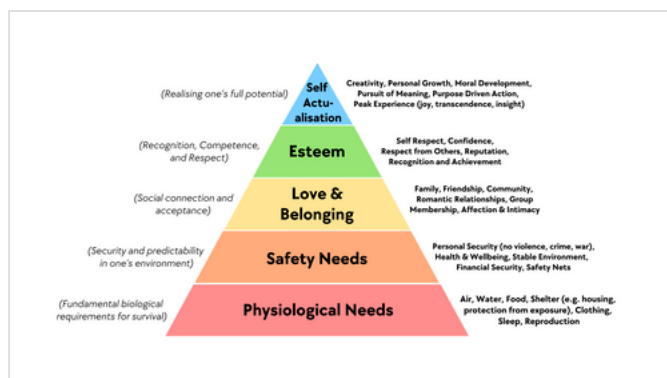 (Realising one's full potential)
Self
Actu-
alisation
Creativity, Personal Growth, Moral Development,
Pursuit of Meaning, Purpose Driven Action,
Peak Experience (joy, transcendence, insight)
(Recognition, Competence,
and Respect)
Esteem
Self Respect, Confidence,
Respect from Others, Reputation,
Recognition and Achievement
(Social connection and
acceptance)
Love &
Belonging
Family, Friendship, Community,
Romantic Relationships, Group
Membership, Affection & Intimacy
(Security and predictability
in one's environment)
Safety Needs
Personal Security (no violence, crime, war),
Health & Wellbeing, Stable Environment,
Financial Security, Safety Nets
(Fundamental biological
requirements for survival)
Physiological Needs
Air, Water, Food, Shelter (e.g. housing,
protection from exposure), Clothing,
Sleep, Reproduction